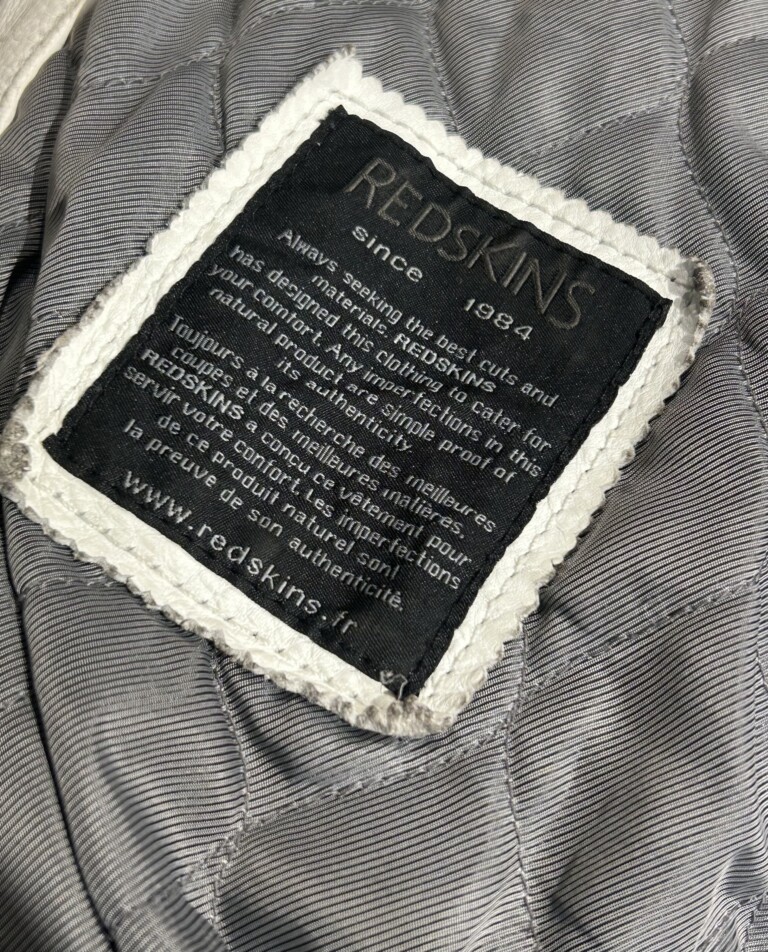 REDSKINS
since 1984
Always seeking the best cuts and
materials, REDSKINS
has designed this clothing to cater for
your comfort. Any imperfections in this
natural product are simple proof of
its authenticity.
Toujours à la recherche des meilleures
coupes et des meilleures matières,
REDSKINS a conçu ce vêtement pour
servir votre confort. Les imperfections
de ce produit naturel sont
la preuve de son authenticité.
www.redskins.fr